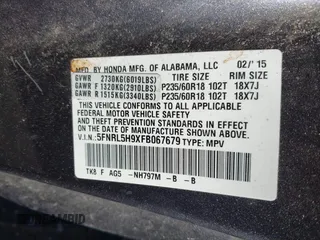 MFD. BY HONDA MFG. OF ALABAMA, LLC 02/'15
GVWR 2730KG(6019LBS) TIRE SIZE RIM SIZE
GAWR F 1320KG(2910LBS) P235/60R18 102T 18X7J
GAWR R 1515KG(3340LBS) P235/60R18 102T 18X7J
THIS VEHICLE CONFORMS TO ALL APPLICABLE
FEDERAL MOTOR VEHICLE SAFETY AND
THEFT PREVENTION STANDARDS IN EFFECT ON
THE DATE OF MANUFACTURE SHOWN ABOVE.
V.I.N.: 5FNRL5H9XFB067679 TYPE: MPV
TK8 F AG5 -NH797M -B -B